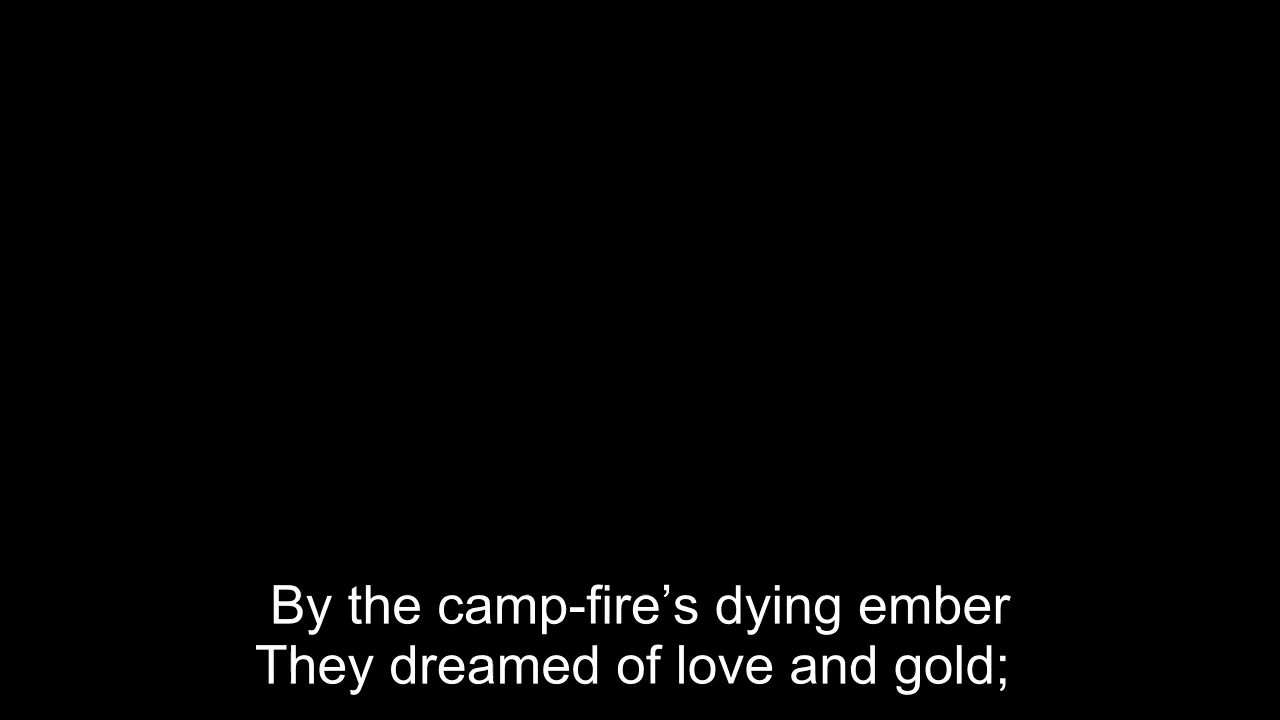 By the camp-fire’s dying ember
They dreamed of love and gold;